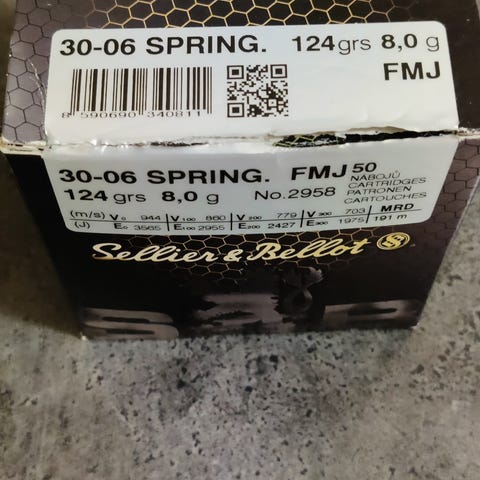 30-06 SPRING. 124grs 8,0 g
FMJ
8 590690 340811
30-06 SPRING. FMJ 50
NÁBOJŮ
CARTRIDGES
PATRONEN
CARTOUCHES
124 grs 8,0 g No.2958
(m/s) V0 944 V100 860 V200 779 V300 703 MRD
(J) E0 3565 E100 2955 E200 2427 E300 1975 191 m
Sellier & Bellot S&B